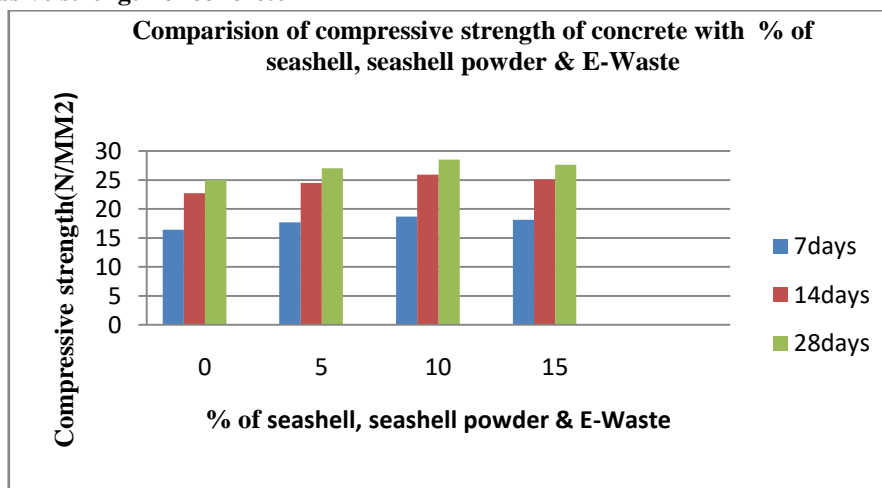 Comparision of compressive strength of concrete with % of
seashell, seashell powder & E-Waste
Compressive strength(N/MM2)
30
25
20
15
10
5
0
0 5 10 15
% of seashell, seashell powder & E-Waste
7days
14days
28days